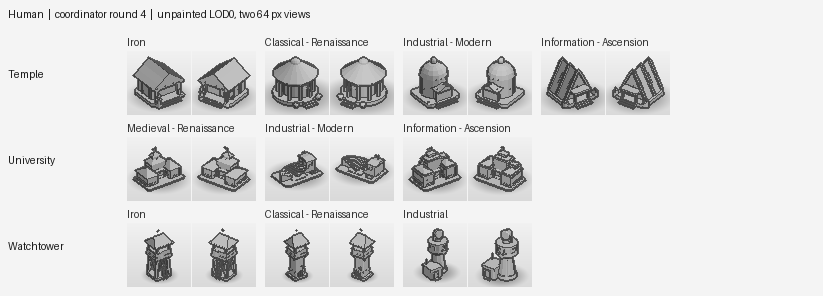 Human | coordinator round 4 | unpainted LOD0, two 64 px views
Iron Classical - Renaissance Industrial - Modern Information - Ascension
Temple
Medieval - Renaissance Industrial - Modern Information - Ascension
University
Iron Classical - Renaissance Industrial
Watchtower